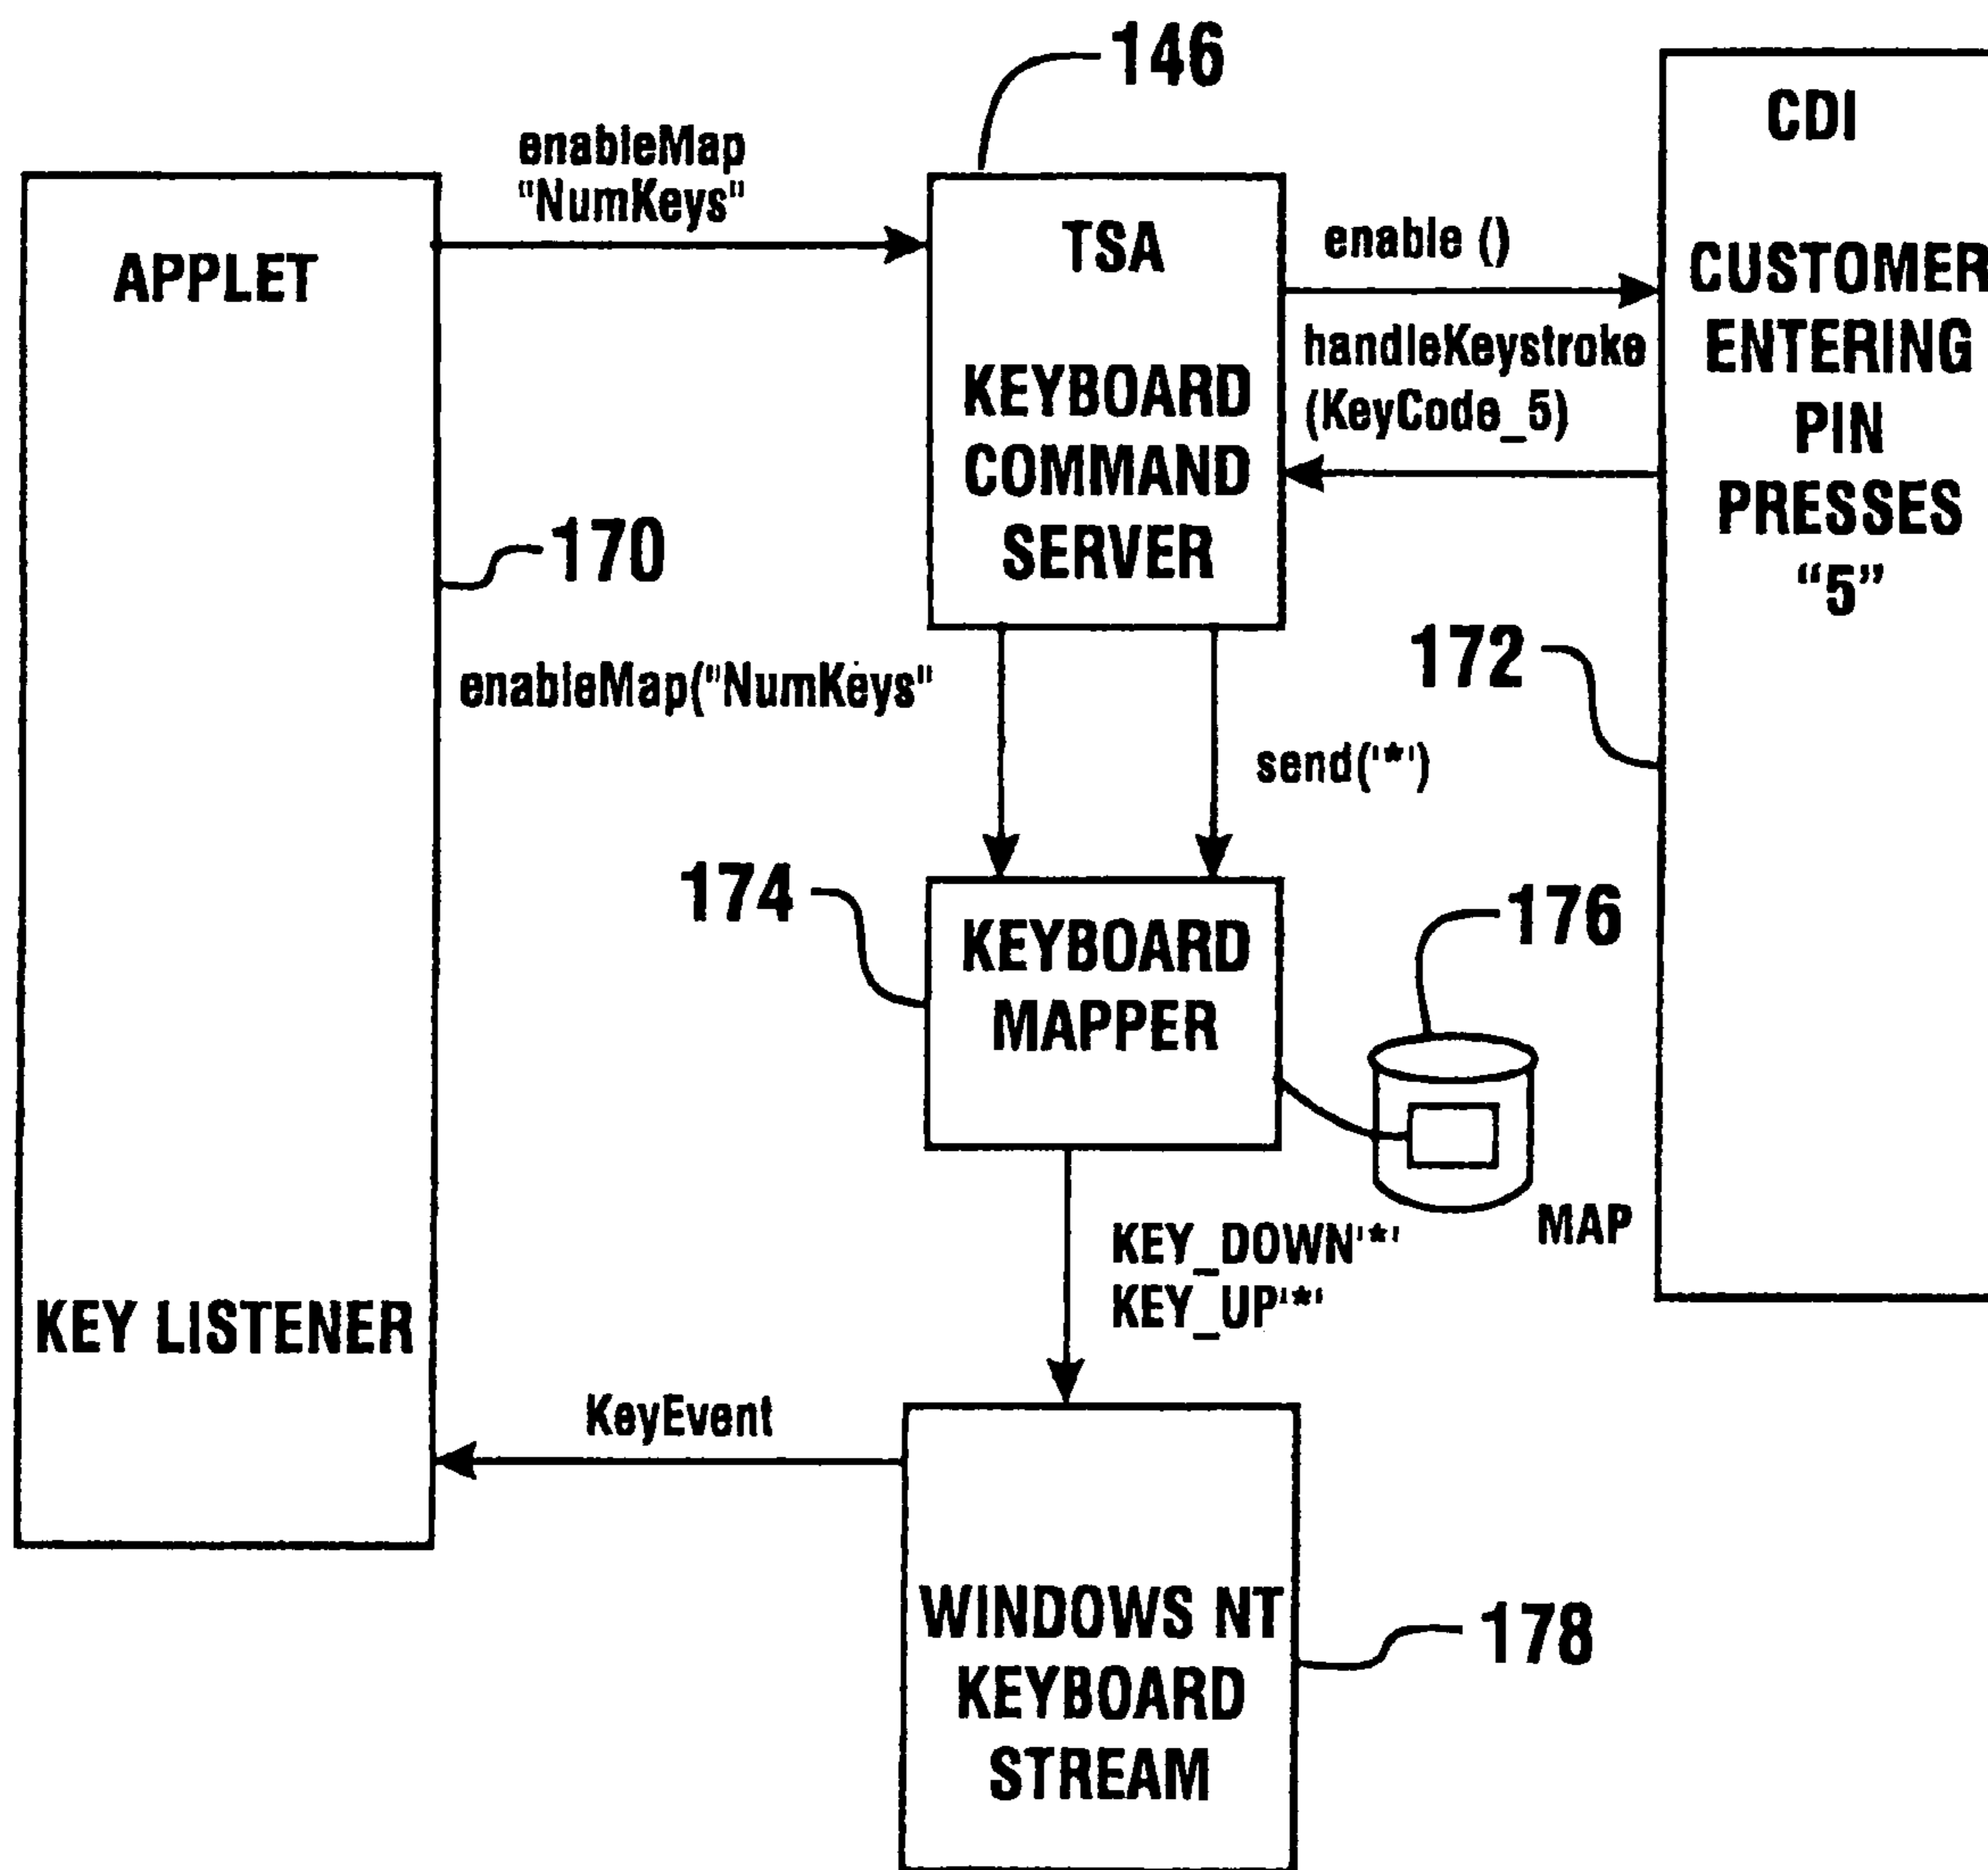 146
enableMap
"NumKeys"
APPLET
TSA
KEYBOARD
COMMAND
SERVER
enable ()
handleKeystroke
(KeyCode_5)
CDI
CUSTOMER
ENTERING
PIN
PRESSES
“5”
170
172
enableMap("NumKeys"
send('*')
174
KEYBOARD
MAPPER
176
MAP
KEY_DOWN'*'
KEY_UP'*'
KEY LISTENER
KeyEvent
WINDOWS NT
KEYBOARD
STREAM
178